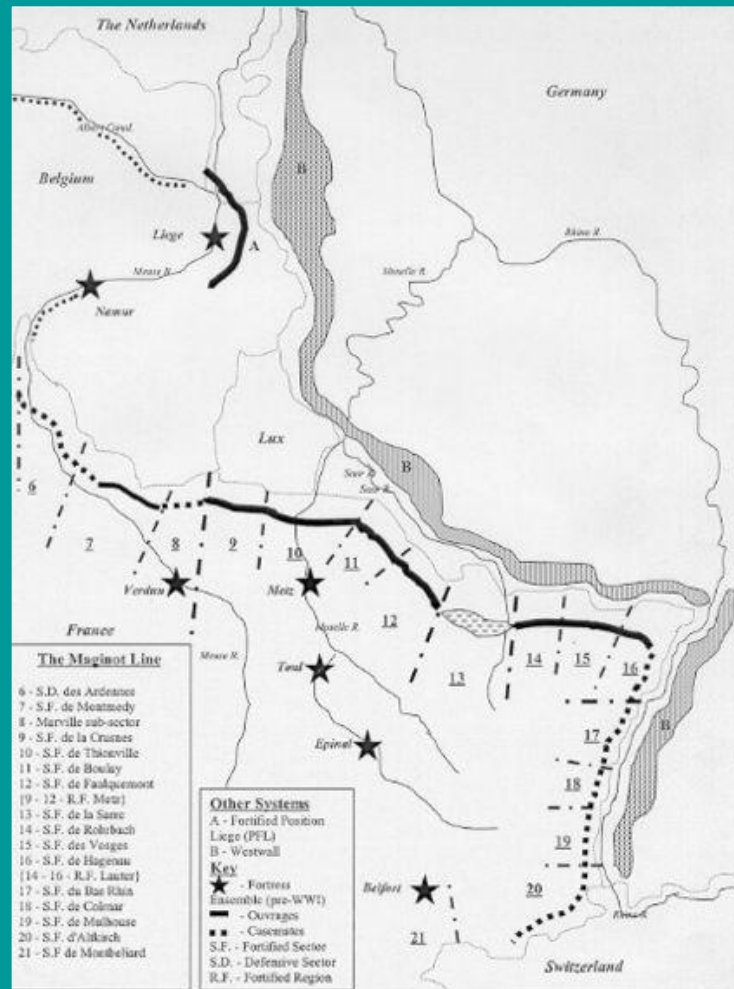 The Netherlands
Germany
Albert Canal
Belgium
B
Liege
A
Rhine R.
Moselle R.
Meuse R.
Namur
Lux
B
Saar R.
Saar R.
6
7
8
9
10
11
Verdun
Metz
12
France
Moselle R.
14
15
16
Meuse R.
13
Toul
B
17
Epinal
18
19
Belfort
20
21
Rhine R.
Switzerland
The Maginot Line
6 - S.D. des Ardennes
7 - S.F. de Montmedy
8 - Marville sub-sector
9 - S.F. de la Crusnes
10 - S.F. de Thionville
11 - S.F. de Boulay
12 - S.F. de Faulquemont
{9 - 12 - R.F. Metz}
13 - S.F. de la Sarre
14 - S.F. de Rohrbach
15 - S.F. des Vosges
16 - S.F. de Hagenau
{14 - 16 - R.F. Lauter}
17 - S.F. du Bas Rhin
18 - S.F. de Colmar
19 - S.F. de Mulhouse
20 - S.F. d'Altkirch
21 - S.F de Montbeliard
Other Systems
A - Fortified Position
Liege (PFL)
B - Westwall
Key
- Fortress
Ensemble (pre-WWI)
- Ouvrages
- Casemates
S.F. - Fortified Sector
S.D. - Defensive Sector
R.F. - Fortified Region